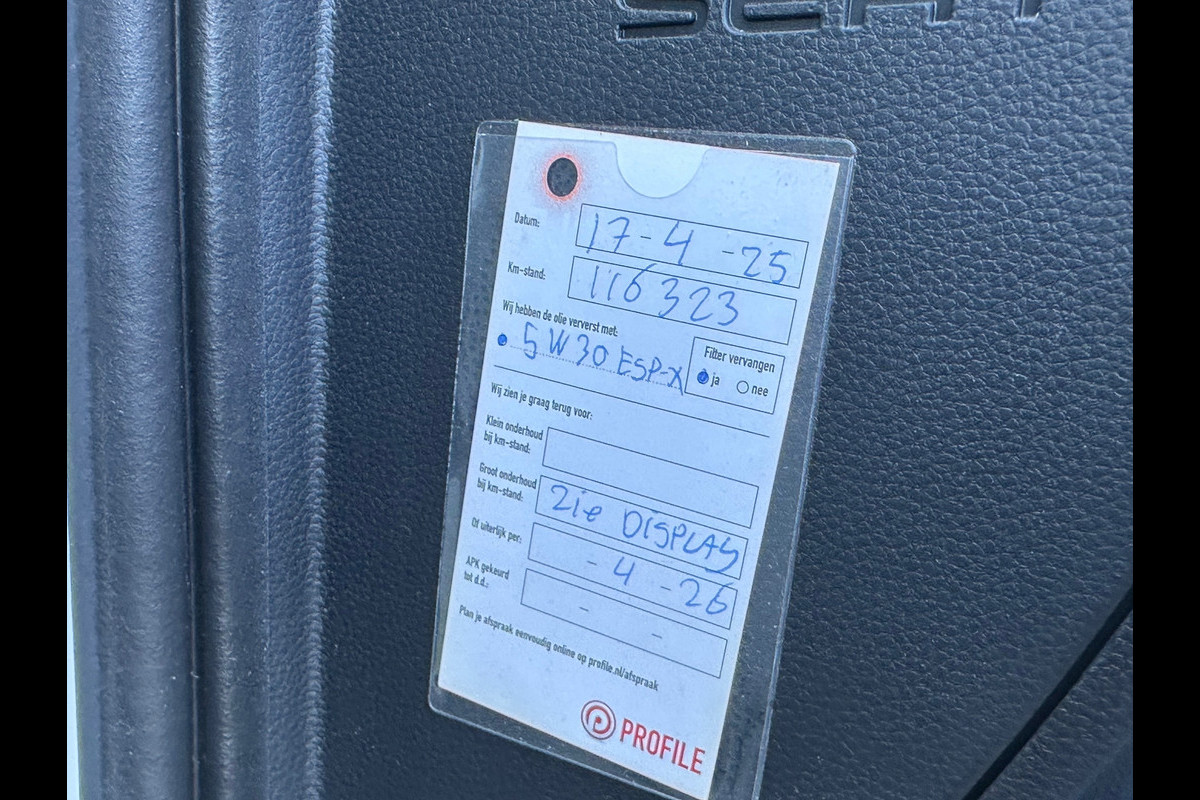 SEAT
Datum: 17-4-25
Km-stand: 116323
Wij hebben de olie ververst met:
5W30 ESP-X
Filter vervangen
ja nee
Wij zien je graag terug voor:
Klein onderhoud
bij km-stand:
Groot onderhoud
bij km-stand: Zie DISPLAY
Of uiterlijk per: -4-26
APK gekeurd
tot d.d.: - -
Plan je afspraak eenvoudig online op profile.nl/afspraak
PROFILE